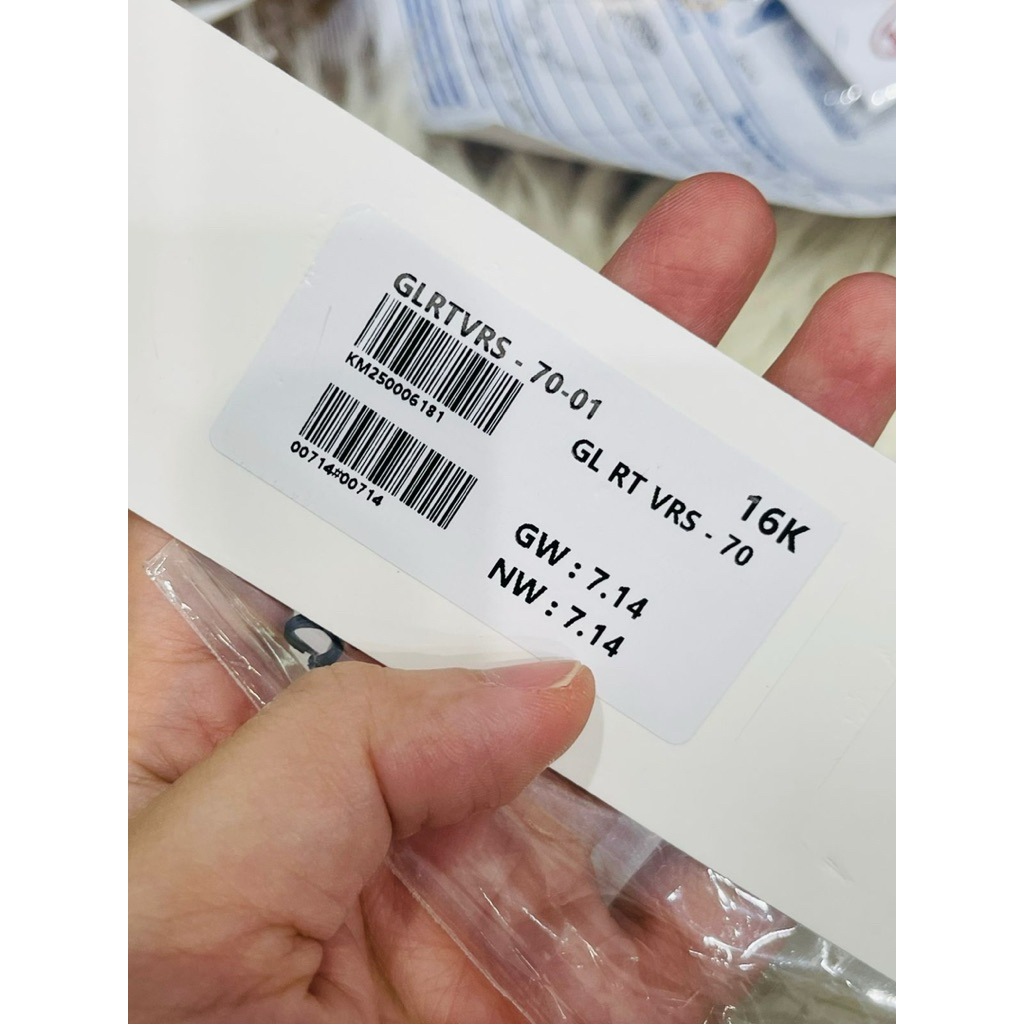 GLRTVRS - 70-01
KM250006181
00714#00714
16K
GL RT VRS - 70
GW : 7.14
NW : 7.14